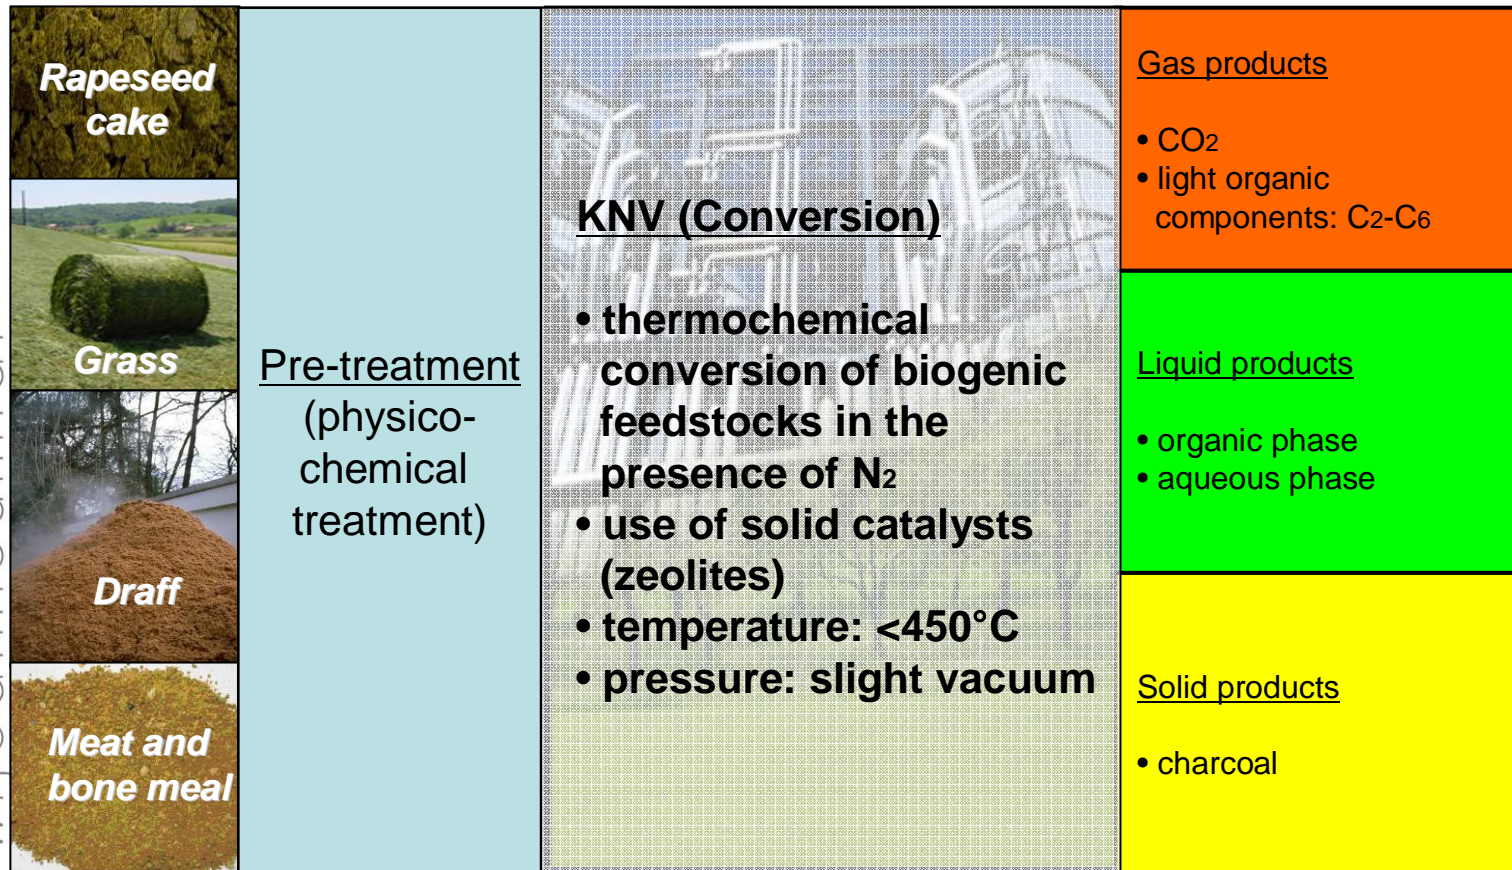 Rapeseed
cake
Grass
Draff
Meat and
bone meal
Pre-treatment
(physico-
chemical
treatment)
KNV (Conversion)
• thermochemical
conversion of biogenic
feedstocks in the
presence of N2
• use of solid catalysts
(zeolites)
• temperature: <450°C
• pressure: slight vacuum
Gas products
• CO2
• light organic
components: C2-C6
Liquid products
• organic phase
• aqueous phase
Solid products
• charcoal